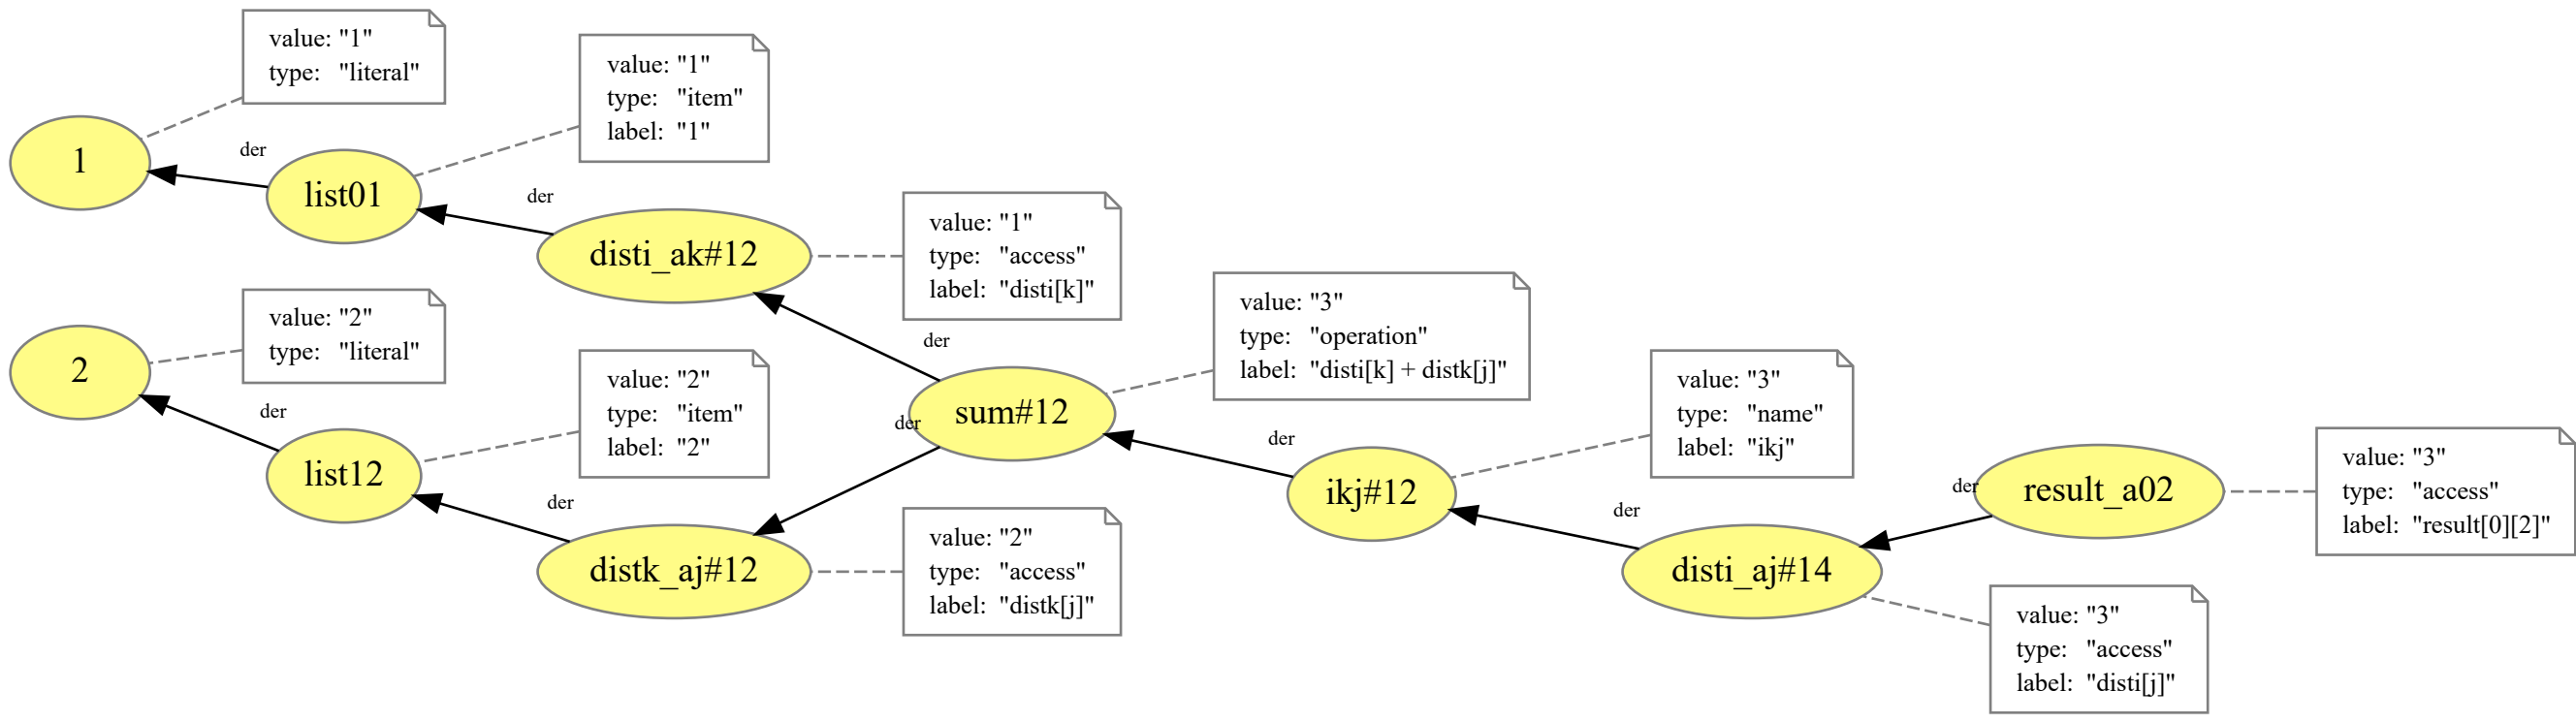 value: "1"
type: "literal"
1
der
list01
value: "1"
type: "item"
label: "1"
der
disti_ak#12
value: "1"
type: "access"
label: "disti[k]"
der
2
value: "2"
type: "literal"
der
list12
value: "2"
type: "item"
label: "2"
der
distk_aj#12
value: "2"
type: "access"
label: "distk[j]"
der
sum#12
value: "3"
type: "operation"
label: "disti[k] + distk[j]"
der
ikj#12
value: "3"
type: "name"
label: "ikj"
der
disti_aj#14
value: "3"
type: "access"
label: "disti[j]"
der
result_a02
value: "3"
type: "access"
label: "result[0][2]"